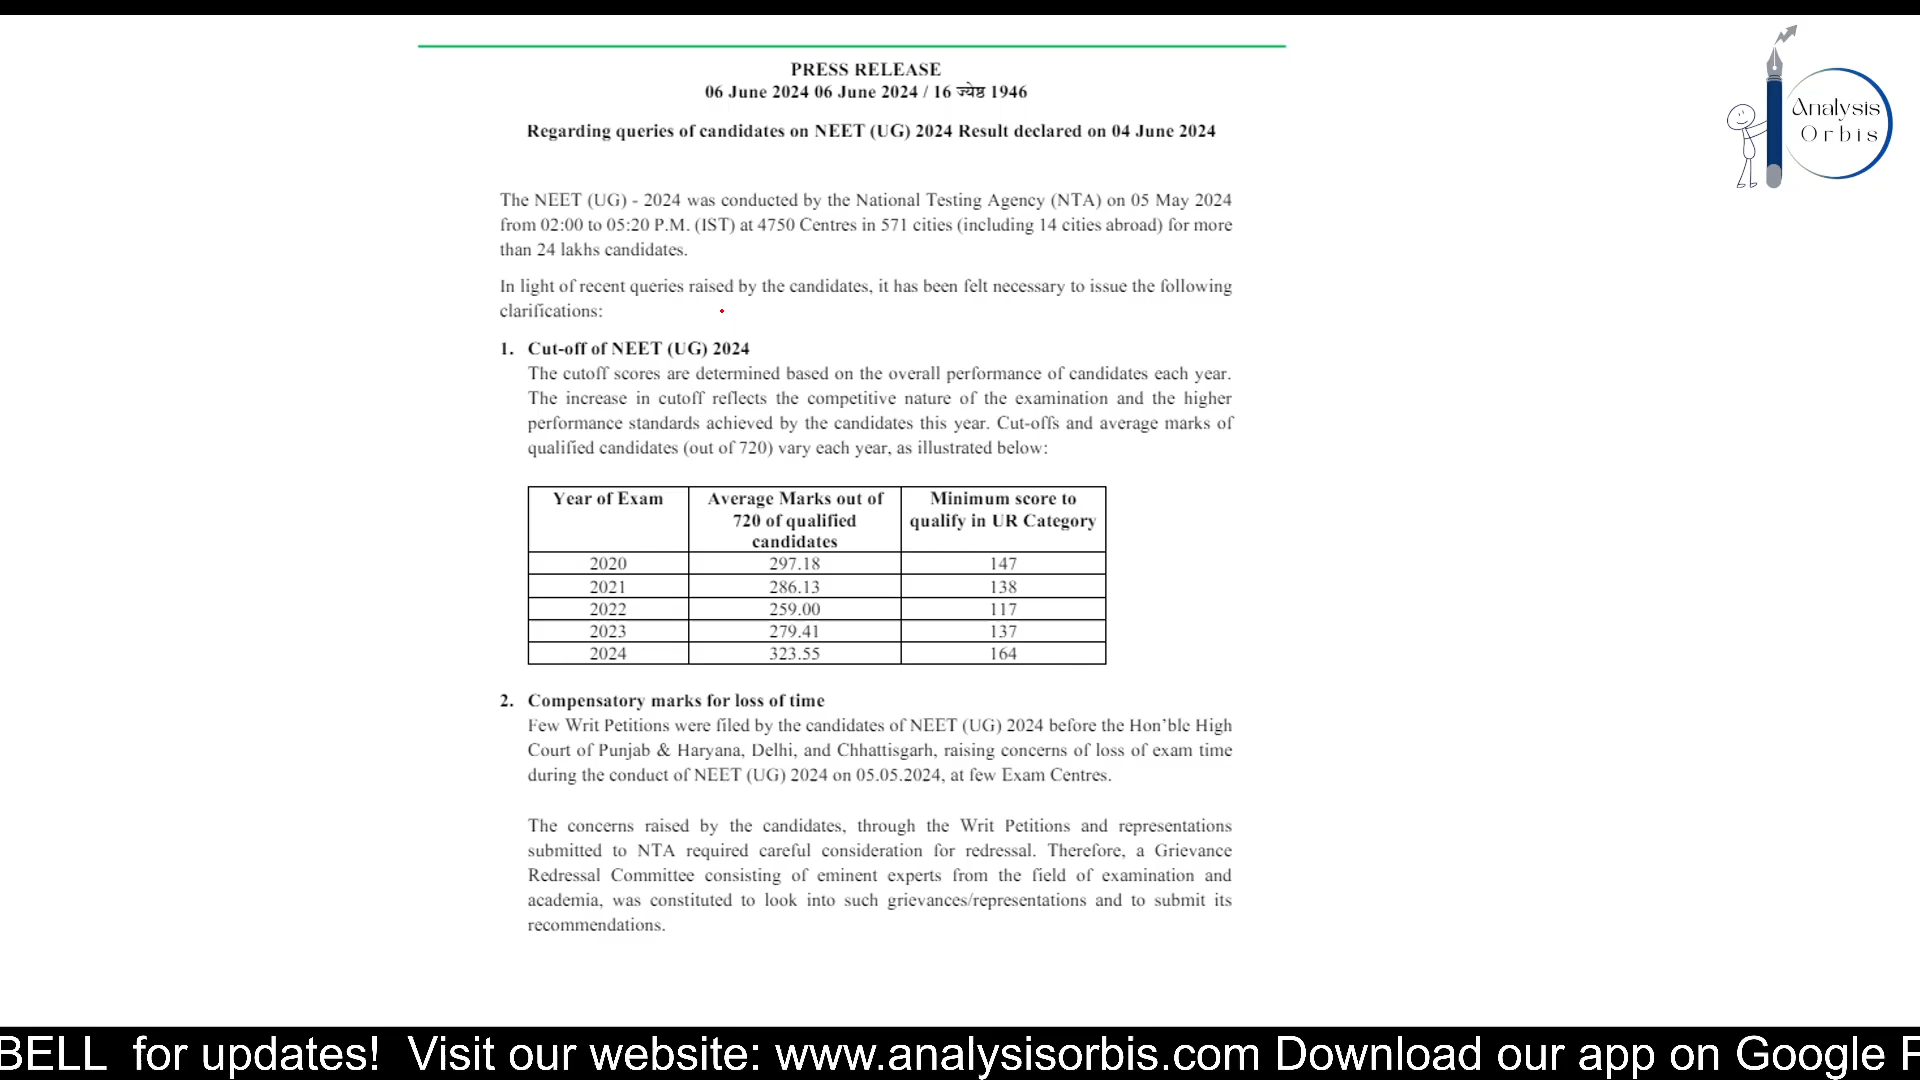 PRESS RELEASE
06 June 2024 06 June 2024 / 16 ज्येष्ठ 1946
Regarding queries of candidates on NEET (UG) 2024 Result declared on 04 June 2024
Analysis
Orbis
The NEET (UG) - 2024 was conducted by the National Testing Agency (NTA) on 05 May 2024
from 02:00 to 05:20 P.M. (IST) at 4750 Centres in 571 cities (including 14 cities abroad) for more
than 24 lakhs candidates.
In light of recent queries raised by the candidates, it has been felt necessary to issue the following
clarifications:
1. Cut-off of NEET (UG) 2024
The cutoff scores are determined based on the overall performance of candidates each year.
The increase in cutoff reflects the competitive nature of the examination and the higher
performance standards achieved by the candidates this year. Cut-offs and average marks of
qualified candidates (out of 720) vary each year, as illustrated below:
Year of Exam Average Marks out of 720 of qualified candidates Minimum score to qualify in UR Category
2020 297.18 147
2021 286.13 138
2022 259.00 117
2023 279.41 137
2024 323.55 164
2. Compensatory marks for loss of time
Few Writ Petitions were filed by the candidates of NEET (UG) 2024 before the Hon’ble High
Court of Punjab & Haryana, Delhi, and Chhattisgarh, raising concerns of loss of exam time
during the conduct of NEET (UG) 2024 on 05.05.2024, at few Exam Centres.
The concerns raised by the candidates, through the Writ Petitions and representations
submitted to NTA required careful consideration for redressal. Therefore, a Grievance
Redressal Committee consisting of eminent experts from the field of examination and
academia, was constituted to look into such grievances/representations and to submit its
recommendations.
BELL for updates! Visit our website: www.analysisorbis.com Download our app on Google